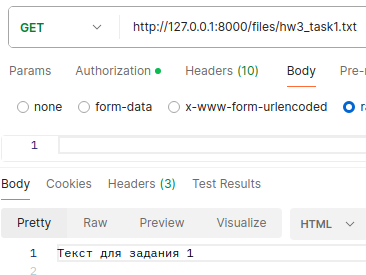 GET http://127.0.0.1:8000/files/hw3_task1.txt
Params Authorization Headers (10) Body
none form-data x-www-form-urlencoded
1
Body Cookies Headers (3) Test Results
Pretty Raw Preview Visualize HTML
1 Текст для задания 1
2